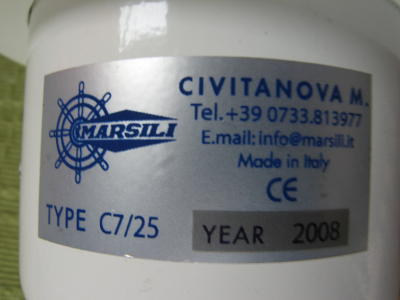 MARSILI
CIVITANOVA M.
Tel.+39 0733.813977
E.mail: info@marsili.it
Made in Italy
CE
TYPE C7/25
YEAR 2008